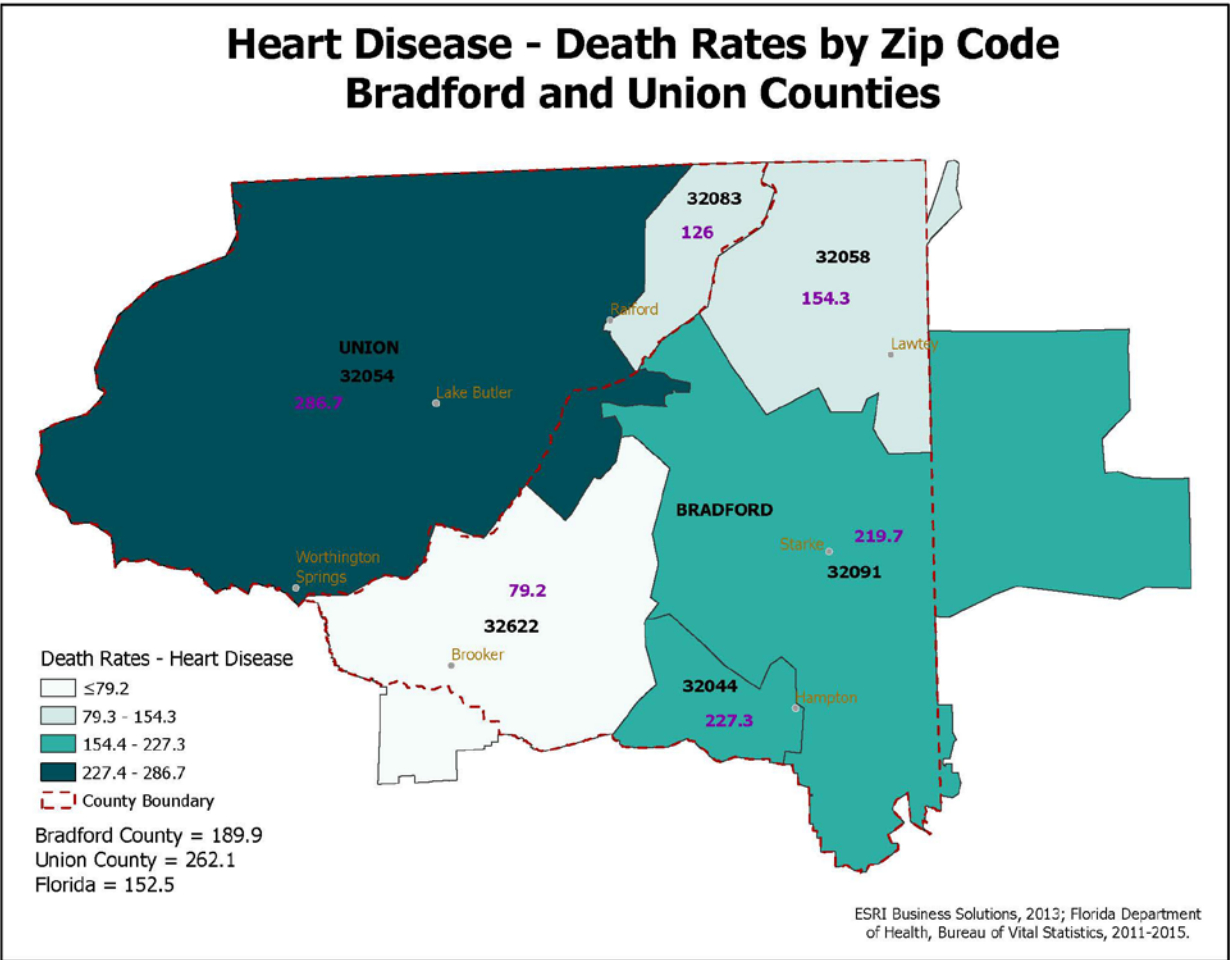 Heart Disease - Death Rates by Zip Code
Bradford and Union Counties
32083
126
32058
154.3
Raiford
Lawtey
UNION
32054
286.7
Lake Butler
BRADFORD
219.7
Starke
32091
Worthington
Springs
79.2
32622
Brooker
32044
227.3
Hampton
Death Rates - Heart Disease
≤79.2
79.3 - 154.3
154.4 - 227.3
227.4 - 286.7
County Boundary
Bradford County = 189.9
Union County = 262.1
Florida = 152.5
ESRI Business Solutions, 2013; Florida Department
of Health, Bureau of Vital Statistics, 2011-2015.